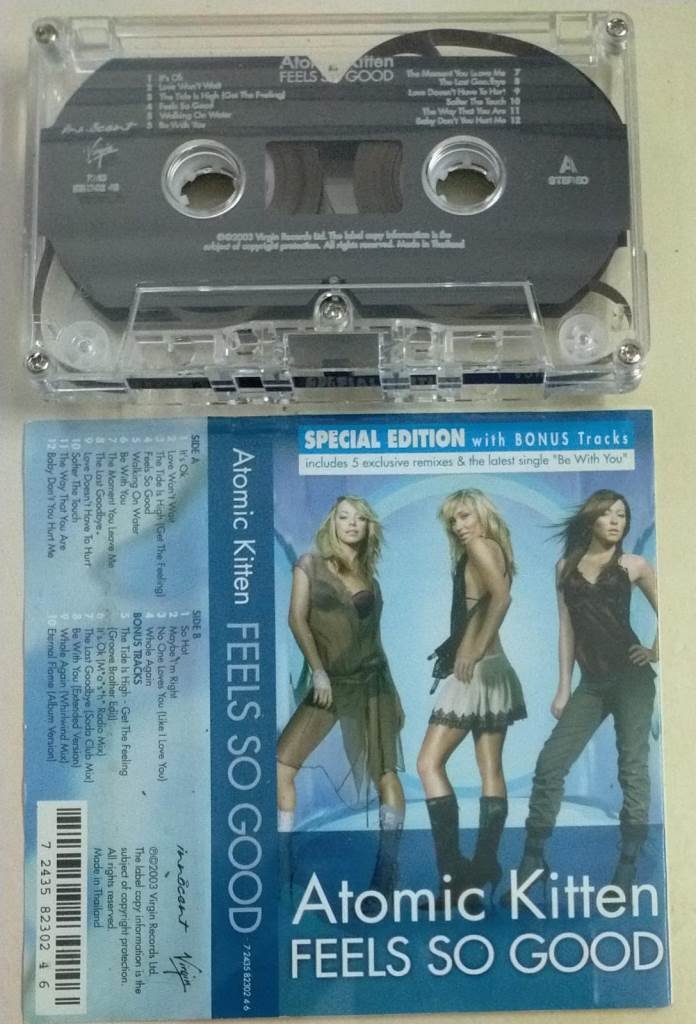 Atomic Kitten
FEELS SO GOOD
1 It's Ok
2 Love Won't Wait
3 The Tide Is High (Get The Feeling)
4 Feels So Good
5 Walking On Water
6 Be With You
The Moment You Leave Me 7
The Last Goodbye 8
Love Doesn't Have To Hurt 9
Softer The Touch 10
The Way That You Are 11
Baby Don't You Hurt Me 12
innocent
Virgin
A
STEREO
℗©2003 Virgin Records Ltd. The label copy information is the
subject of copyright protection. All rights reserved. Made in Thailand
SPECIAL EDITION with BONUS Tracks
includes 5 exclusive remixes & the latest single "Be With You"
Atomic Kitten
FEELS SO GOOD
Atomic Kitten FEELS SO GOOD 7 2435 82302 4 6
SIDE A
1 It's Ok
2 Love Won't Wait
3 The Tide Is High (Get The Feeling)
4 Feels So Good
5 Walking On Water
6 Be With You
7 The Moment You Leave Me
8 The Last Goodbye
9 Love Doesn't Have To Hurt
10 Softer The Touch
11 The Way That You Are
12 Baby Don't You Hurt Me
SIDE B
1 So Hot
2 Maybe I'm Right
3 No One Loves You (Like I Love You)
4 Whole Again
BONUS TRACKS
5 The Tide Is High - Get The Feeling
(Groove Brother Edit)
6 It's Ok (M*o*s*h* Radio Mix)
7 The Last Goodbye (Soda Club Mix)
8 Be With You (Extended Version)
9 Whole Again (Whirlwind Mix)
10 Eternal Flame (Album Version)
innocent
Virgin
℗©2003 Virgin Records Ltd.
The label copy information is the
subject of copyright protection.
All rights reserved.
Made in Thailand
7 2435 82302 4 6